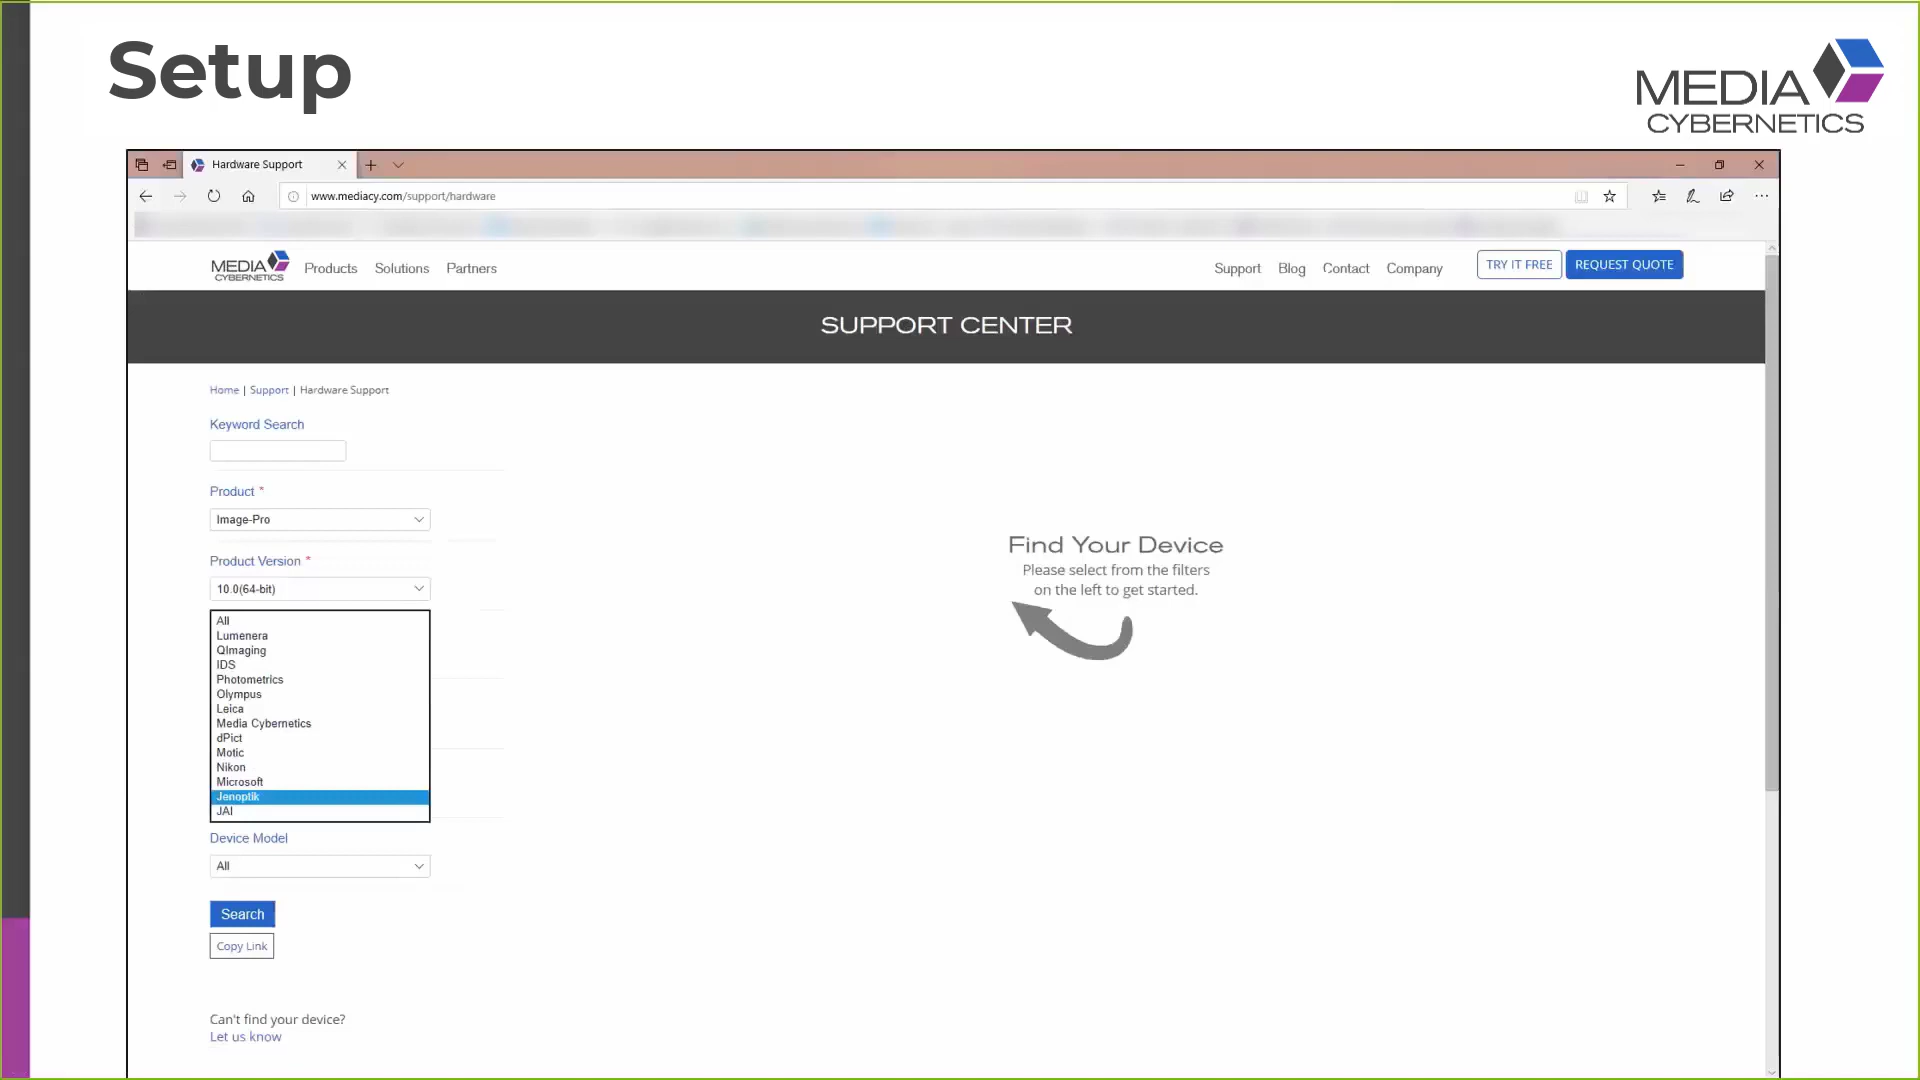 Setup
MEDIA
CYBERNETICS
Hardware Support
www.mediacy.com/support/hardware
MEDIA
CYBERNETICS
Products Solutions Partners
Support Blog Contact Company TRY IT FREE REQUEST QUOTE
SUPPORT CENTER
Home | Support | Hardware Support
Keyword Search
Product *
Image-Pro
Product Version *
10.0(64-bit)
All
Lumenera
QImaging
IDS
Photometrics
Olympus
Leica
Media Cybernetics
dPict
Motic
Nikon
Microsoft
Jenoptik
JAI
Device Model
All
Search
Copy Link
Can't find your device?
Let us know
Find Your Device
Please select from the filters
on the left to get started.